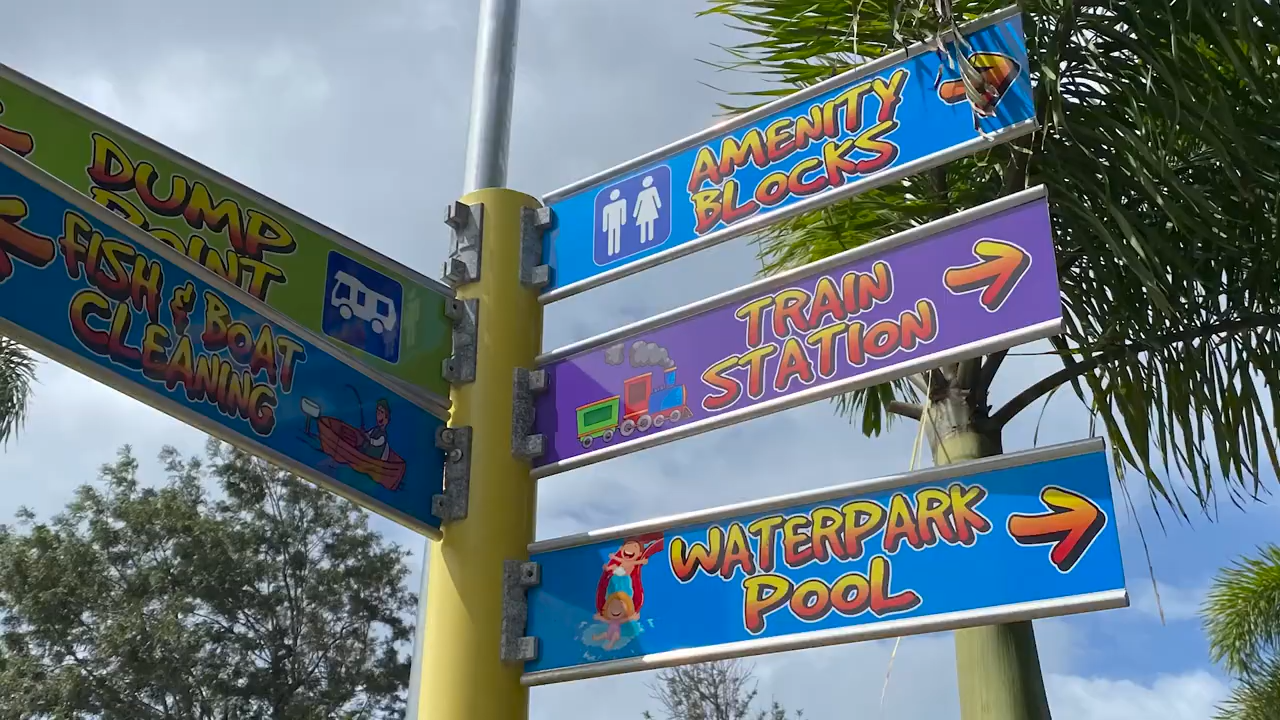 DUMP
POINT
FISH & BOAT
CLEANING
AMENITY
BLOCKS
TRAIN
STATION
WATERPARK
POOL